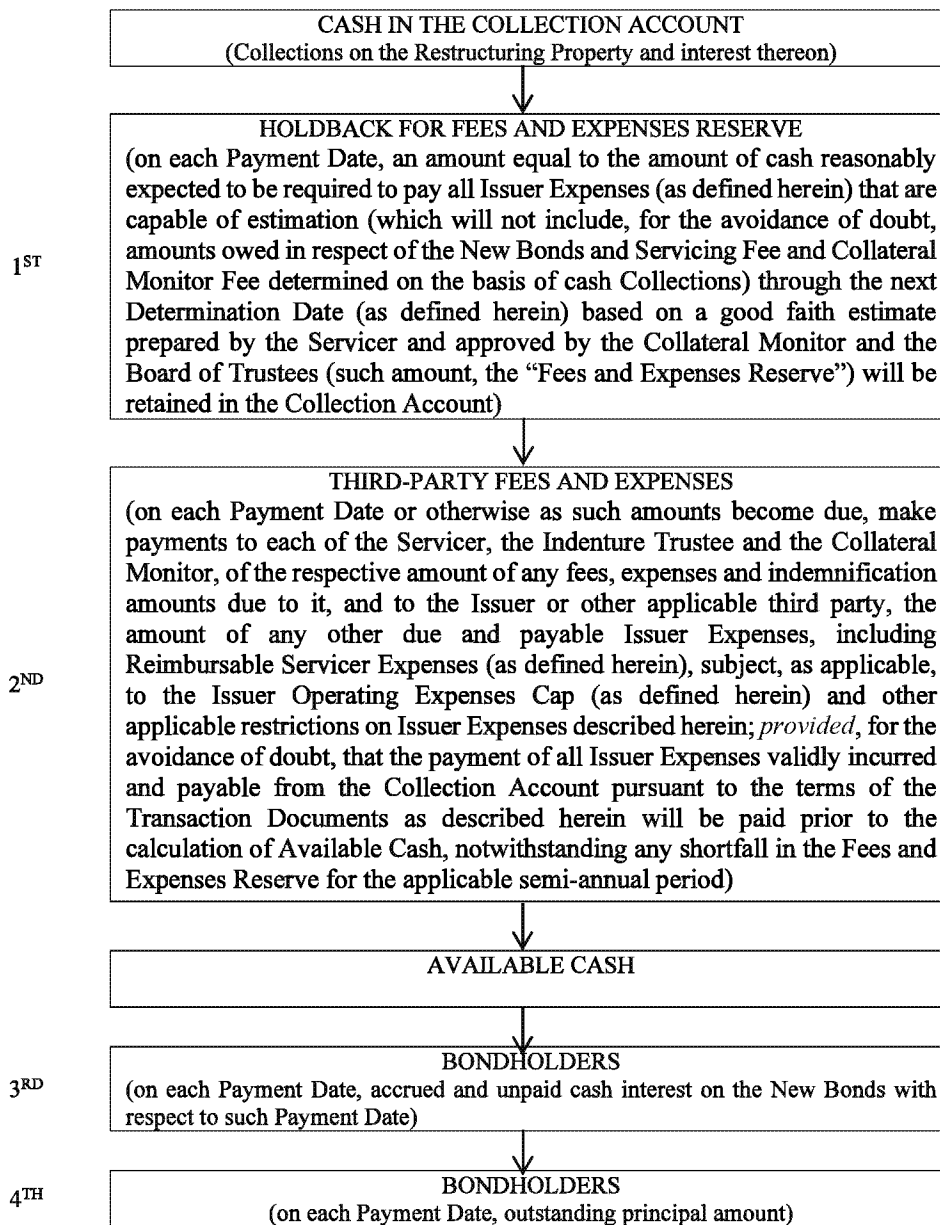 CASH IN THE COLLECTION ACCOUNT
(Collections on the Restructuring Property and interest thereon)
HOLDBACK FOR FEES AND EXPENSES RESERVE
(on each Payment Date, an amount equal to the amount of cash reasonably
expected to be required to pay all Issuer Expenses (as defined herein) that are
capable of estimation (which will not include, for the avoidance of doubt,
amounts owed in respect of the New Bonds and Servicing Fee and Collateral
1ST
Monitor Fee determined on the basis of cash Collections) through the next
Determination Date (as defined herein) based on a good faith estimate
prepared by the Servicer and approved by the Collateral Monitor and the
Board of Trustees (such amount, the “Fees and Expenses Reserve”) will be
retained in the Collection Account)
THIRD-PARTY FEES AND EXPENSES
(on each Payment Date or otherwise as such amounts become due, make
payments to each of the Servicer, the Indenture Trustee and the Collateral
Monitor, of the respective amount of any fees, expenses and indemnification
amounts due to it, and to the Issuer or other applicable third party, the
amount of any other due and payable Issuer Expenses, including
Reimbursable Servicer Expenses (as defined herein), subject, as applicable,
2ND
to the Issuer Operating Expenses Cap (as defined herein) and other
applicable restrictions on Issuer Expenses described herein; provided, for the
avoidance of doubt, that the payment of all Issuer Expenses validly incurred
and payable from the Collection Account pursuant to the terms of the
Transaction Documents as described herein will be paid prior to the
calculation of Available Cash, notwithstanding any shortfall in the Fees and
Expenses Reserve for the applicable semi-annual period)
AVAILABLE CASH
BONDHOLDERS
3RD
(on each Payment Date, accrued and unpaid cash interest on the New Bonds with
respect to such Payment Date)
BONDHOLDERS
4TH
(on each Payment Date, outstanding principal amount)